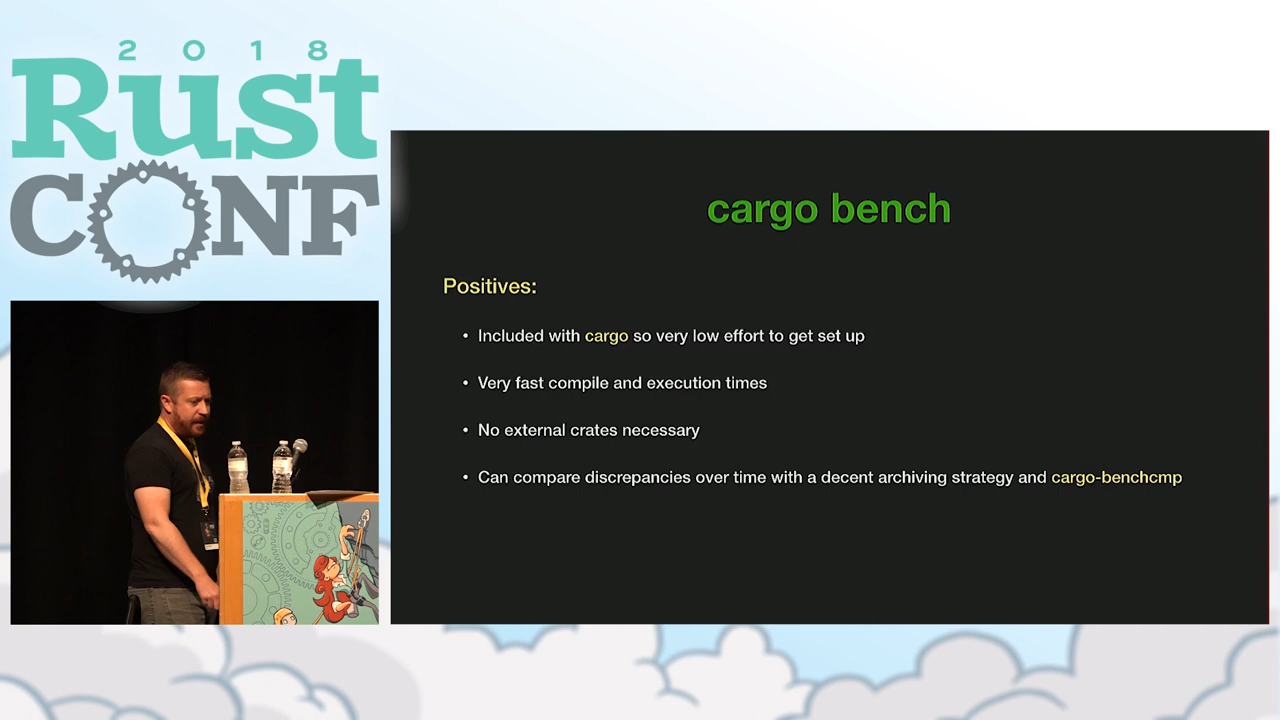 2018
Rust
CONF
cargo bench
Positives:
• Included with cargo so very low effort to get set up
• Very fast compile and execution times
• No external crates necessary
• Can compare discrepancies over time with a decent archiving strategy and cargo-benchcmp